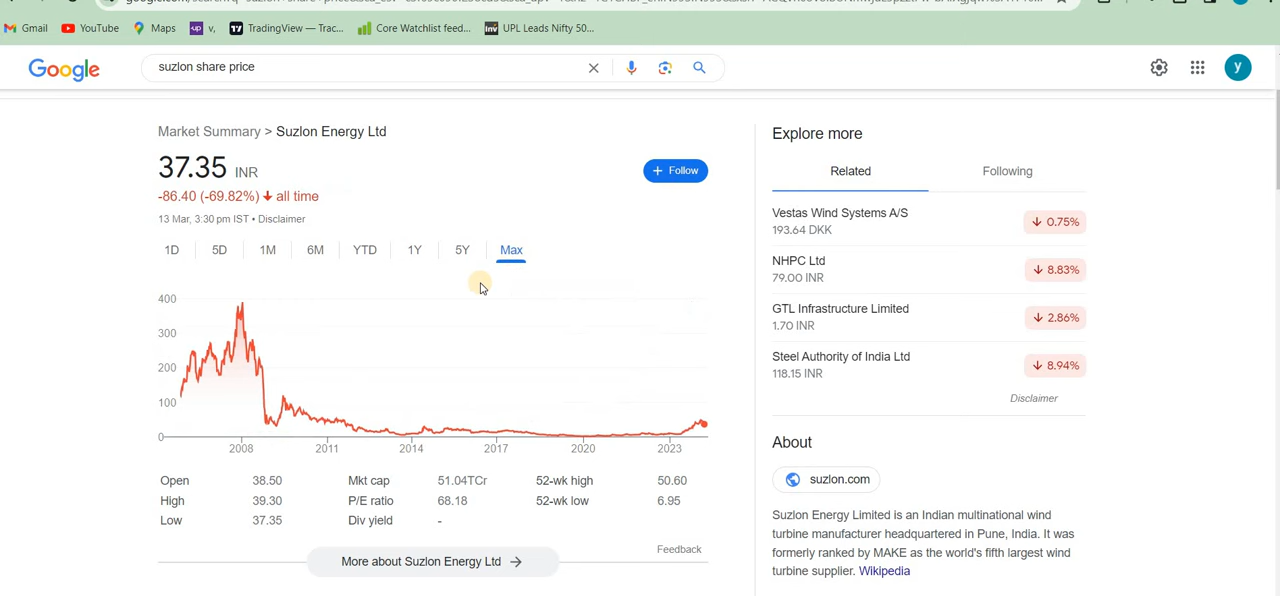 Gmail YouTube Maps up v, TradingView — Trac... Core Watchlist feed... Inv UPL Leads Nifty 50...
Google suzlon share price y
Market Summary > Suzlon Energy Ltd
37.35 INR
+ Follow
-86.40 (-69.82%) all time
13 Mar, 3:30 pm IST • Disclaimer
1D 5D 1M 6M YTD 1Y 5Y Max
400
300
200
100
0
2008 2011 2014 2017 2020 2023
Open 38.50 Mkt cap 51.04TCr 52-wk high 50.60
High 39.30 P/E ratio 68.18 52-wk low 6.95
Low 37.35 Div yield -
Feedback
More about Suzlon Energy Ltd
Explore more
Related Following
Vestas Wind Systems A/S
193.64 DKK
0.75%
NHPC Ltd
79.00 INR
8.83%
GTL Infrastructure Limited
1.70 INR
2.86%
Steel Authority of India Ltd
118.15 INR
8.94%
Disclaimer
About
suzlon.com
Suzlon Energy Limited is an Indian multinational wind
turbine manufacturer headquartered in Pune, India. It was
formerly ranked by MAKE as the world's fifth largest wind
turbine supplier. Wikipedia